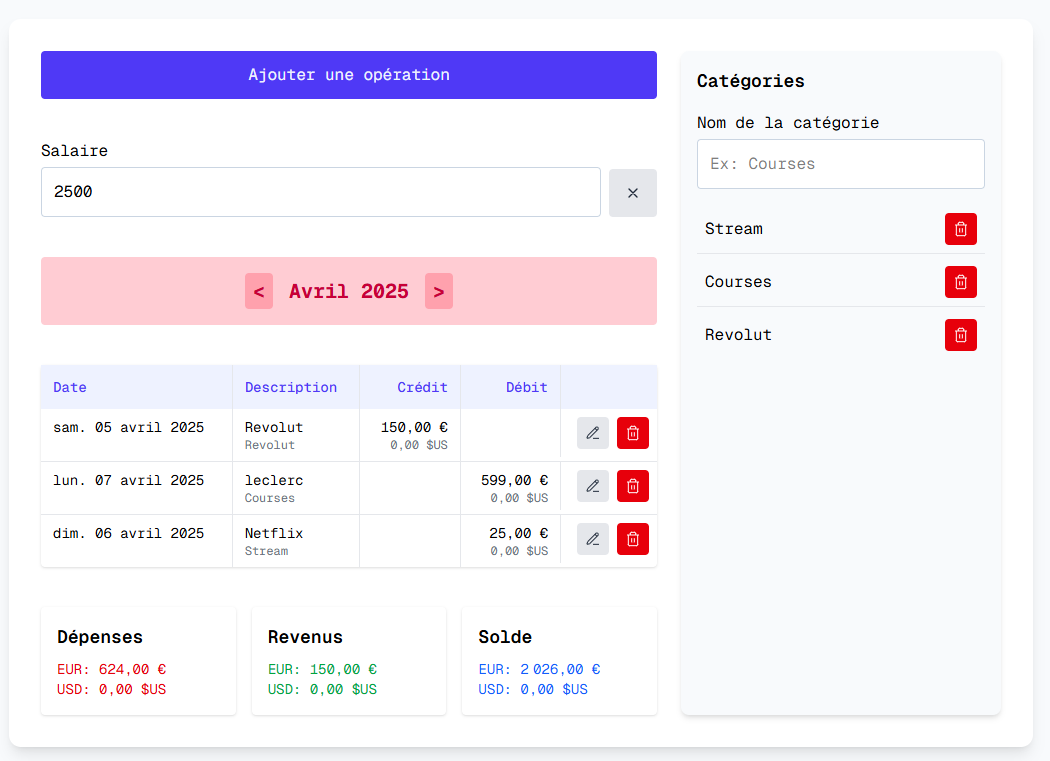 Ajouter une opération
Salaire
2500
< Avril 2025 >
Date Description Crédit Débit
sam. 05 avril 2025 Revolut 150,00 €
Revolut 0,00 $US
lun. 07 avril 2025 leclerc 599,00 €
Courses 0,00 $US
dim. 06 avril 2025 Netflix 25,00 €
Stream 0,00 $US
Dépenses
EUR: 624,00 €
USD: 0,00 $US
Revenus
EUR: 150,00 €
USD: 0,00 $US
Solde
EUR: 2 026,00 €
USD: 0,00 $US
Catégories
Nom de la catégorie
Ex: Courses
Stream
Courses
Revolut